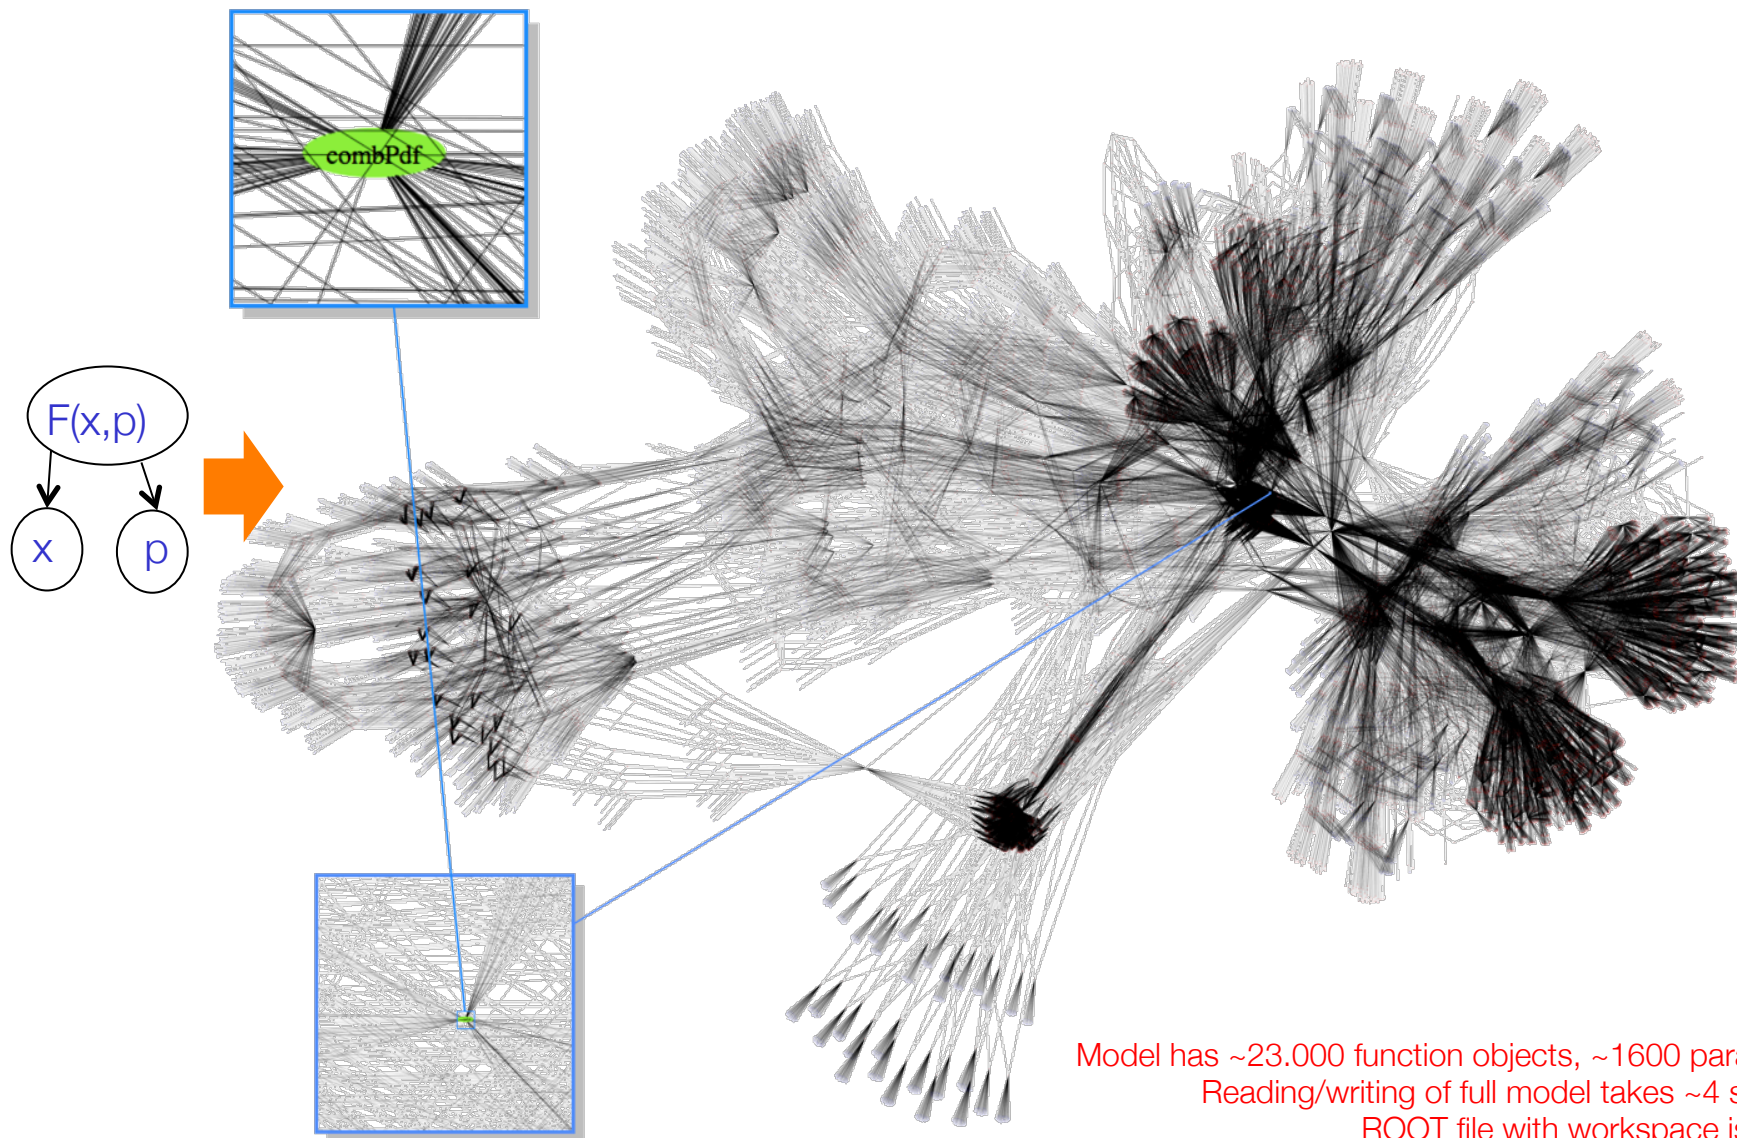 combPdf
F(x,p)
x
p
Model has ~23.000 function objects, ~1600
Reading/writing of full model takes ~4
ROOT file with workspace is